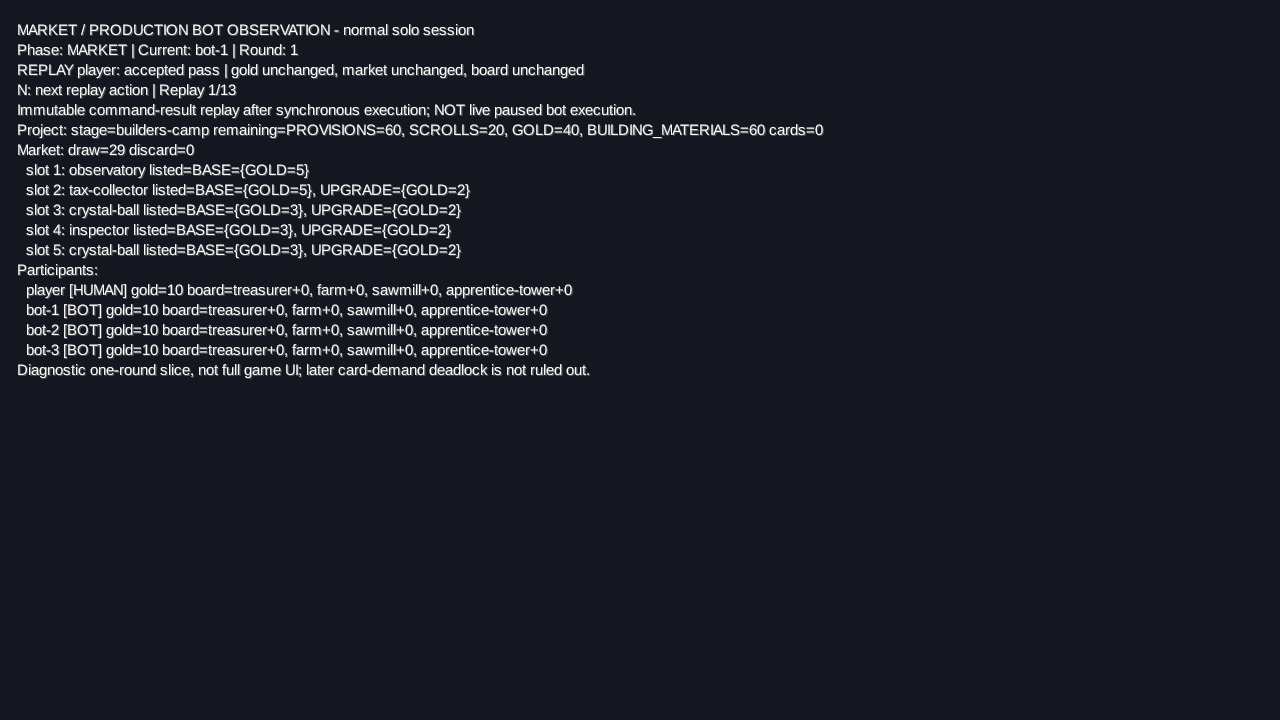 MARKET / PRODUCTION BOT OBSERVATION - normal solo session
Phase: MARKET | Current: bot-1 | Round: 1
REPLAY player: accepted pass | gold unchanged, market unchanged, board unchanged
N: next replay action | Replay 1/13
Immutable command-result replay after synchronous execution; NOT live paused bot execution.
Project: stage=builders-camp remaining=PROVISIONS=60, SCROLLS=20, GOLD=40, BUILDING_MATERIALS=60 cards=0
Market: draw=29 discard=0
slot 1: observatory listed=BASE={GOLD=5}
slot 2: tax-collector listed=BASE={GOLD=5}, UPGRADE={GOLD=2}
slot 3: crystal-ball listed=BASE={GOLD=3}, UPGRADE={GOLD=2}
slot 4: inspector listed=BASE={GOLD=3}, UPGRADE={GOLD=2}
slot 5: crystal-ball listed=BASE={GOLD=3}, UPGRADE={GOLD=2}
Participants:
player [HUMAN] gold=10 board=treasurer+0, farm+0, sawmill+0, apprentice-tower+0
bot-1 [BOT] gold=10 board=treasurer+0, farm+0, sawmill+0, apprentice-tower+0
bot-2 [BOT] gold=10 board=treasurer+0, farm+0, sawmill+0, apprentice-tower+0
bot-3 [BOT] gold=10 board=treasurer+0, farm+0, sawmill+0, apprentice-tower+0
Diagnostic one-round slice, not full game UI; later card-demand deadlock is not ruled out.